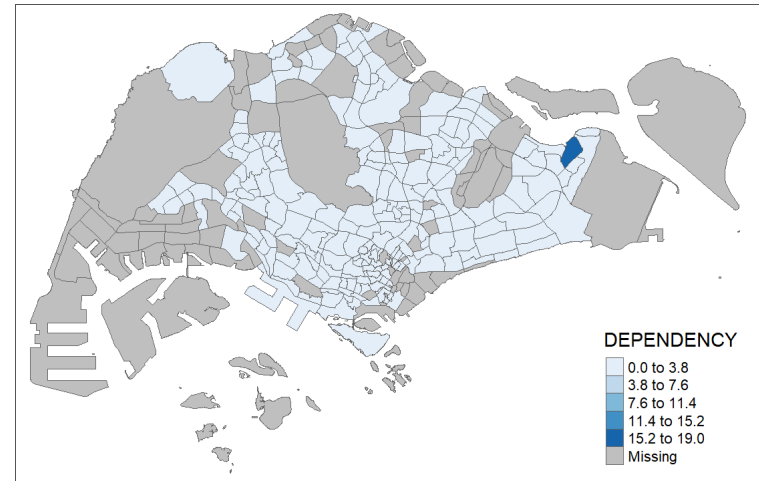 DEPENDENCY
0.0 to 3.8
3.8 to 7.6
7.6 to 11.4
11.4 to 15.2
15.2 to 19.0
Missing